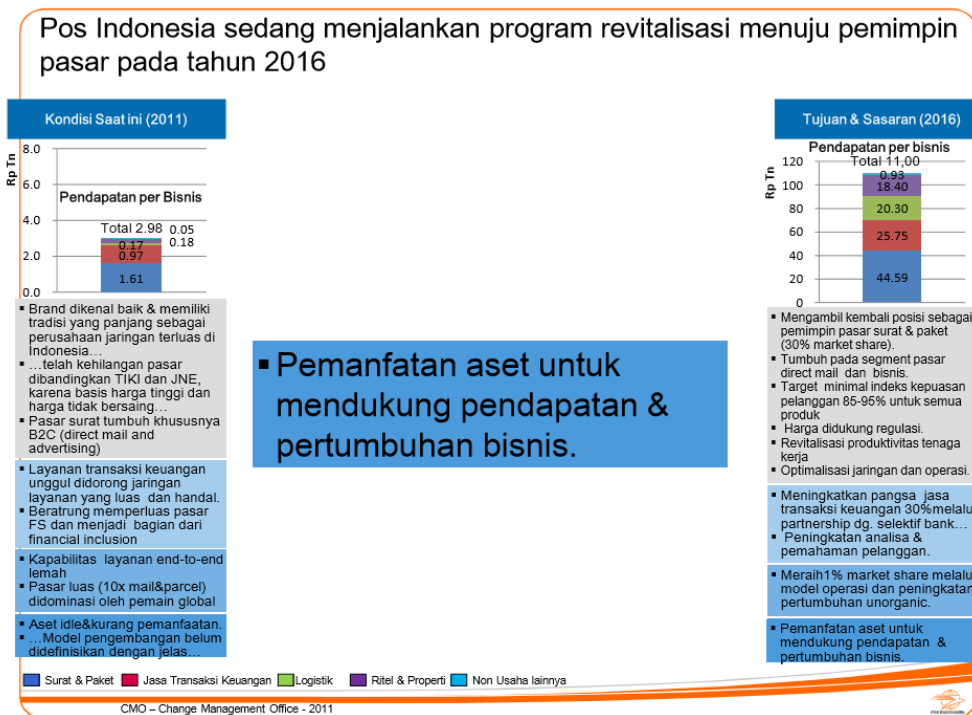 Pos Indonesia sedang menjalankan program revitalisasi menuju pemimpin
pasar pada tahun 2016
Kondisi Saat ini (2011)
8.0
6.0
4.0
2.0
0.0
Rp Tn
Pendapatan per Bisnis
Total 2.98
0.05
0.18
0.17
0.97
1.61
▪ Brand dikenal baik & memiliki
tradisi yang panjang sebagai
perusahaan jaringan terluas di
Indonesia…
▪ …telah kehilangan pasar
dibandingkan TIKI dan JNE,
karena basis harga tinggi dan
harga tidak bersaing…
▪ Pasar surat tumbuh khususnya
B2C (direct mail and
advertising)
▪ Layanan transaksi keuangan
unggul didorong jaringan
layanan yang luas dan handal.
▪ Beratrung memperluas pasar
FS dan menjadi bagian dari
financial inclusion
▪ Kapabilitas layanan end-to-end
lemah
▪ Pasar luas (10x mail&parcel)
didominasi oleh pemain global
▪ Aset idle&kurang pemanfaatan.
▪ …Model pengembangan belum
didefinisikan dengan jelas…
▪ Pemanfatan aset untuk
mendukung pendapatan &
pertumbuhan bisnis.
Tujuan & Sasaran (2016)
Pendapatan per bisnis
Total 11,00
Rp Tn
120
100
80
60
40
20
0
0.93
18.40
20.30
25.75
44.59
▪ Mengambil kembali posisi sebagai
pemimpin pasar surat & paket
(30% market share).
▪ Tumbuh pada segment pasar
direct mail dan bisnis.
▪ Target minimal indeks kepuasan
pelanggan 85-95% untuk semua
produk
▪ Harga didukung regulasi.
▪ Revitalisasi produktivitas tenaga
kerja
▪ Optimalisasi jaringan dan operasi.
▪ Meningkatkan pangsa jasa
transaksi keuangan 30%melalu
partnership dg. selektif bank…
▪ Peningkatan analisa &
pemahaman pelanggan.
▪ Meraih1% market share melalu
model operasi dan peningkatan
pertumbuhan unorganic.
▪ Pemanfatan aset untuk
mendukung pendapatan &
pertumbuhan bisnis.
Surat & Paket
Jasa Transaksi Keuangan
Logistik
Ritel & Properti
Non Usaha lainnya
CMO – Change Management Office - 2011
POS INDONESIA